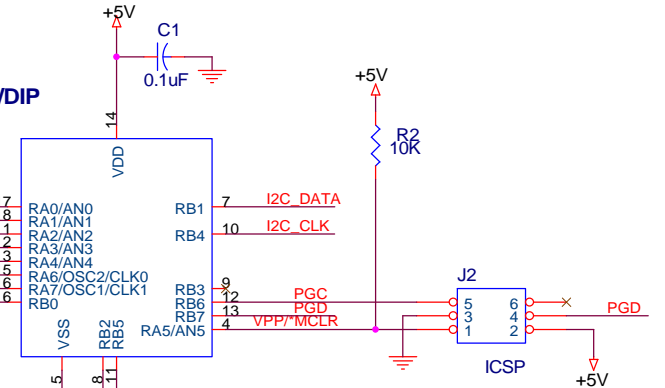 +5V
C1
0.1uF
/DIP
+5V
14
VDD
R2
10K
7 RA0/AN0
8 RA1/AN1
1 RA2/AN2
2 RA3/AN3
3 RA4/AN4
5 RA6/OSC2/CLK0
6 RA7/OSC1/CLK1
6 RB0
RB1 7 I2C_DATA
RB4 10 I2C_CLK
RB3 9
RB6 12 PGC
RB7 13 PGD
RA5/AN5 4 VPP/*MCLR
VSS
RB2
RB5
5
8
11
J2
5 6
3 4 PGD
1 2
ICSP
+5V